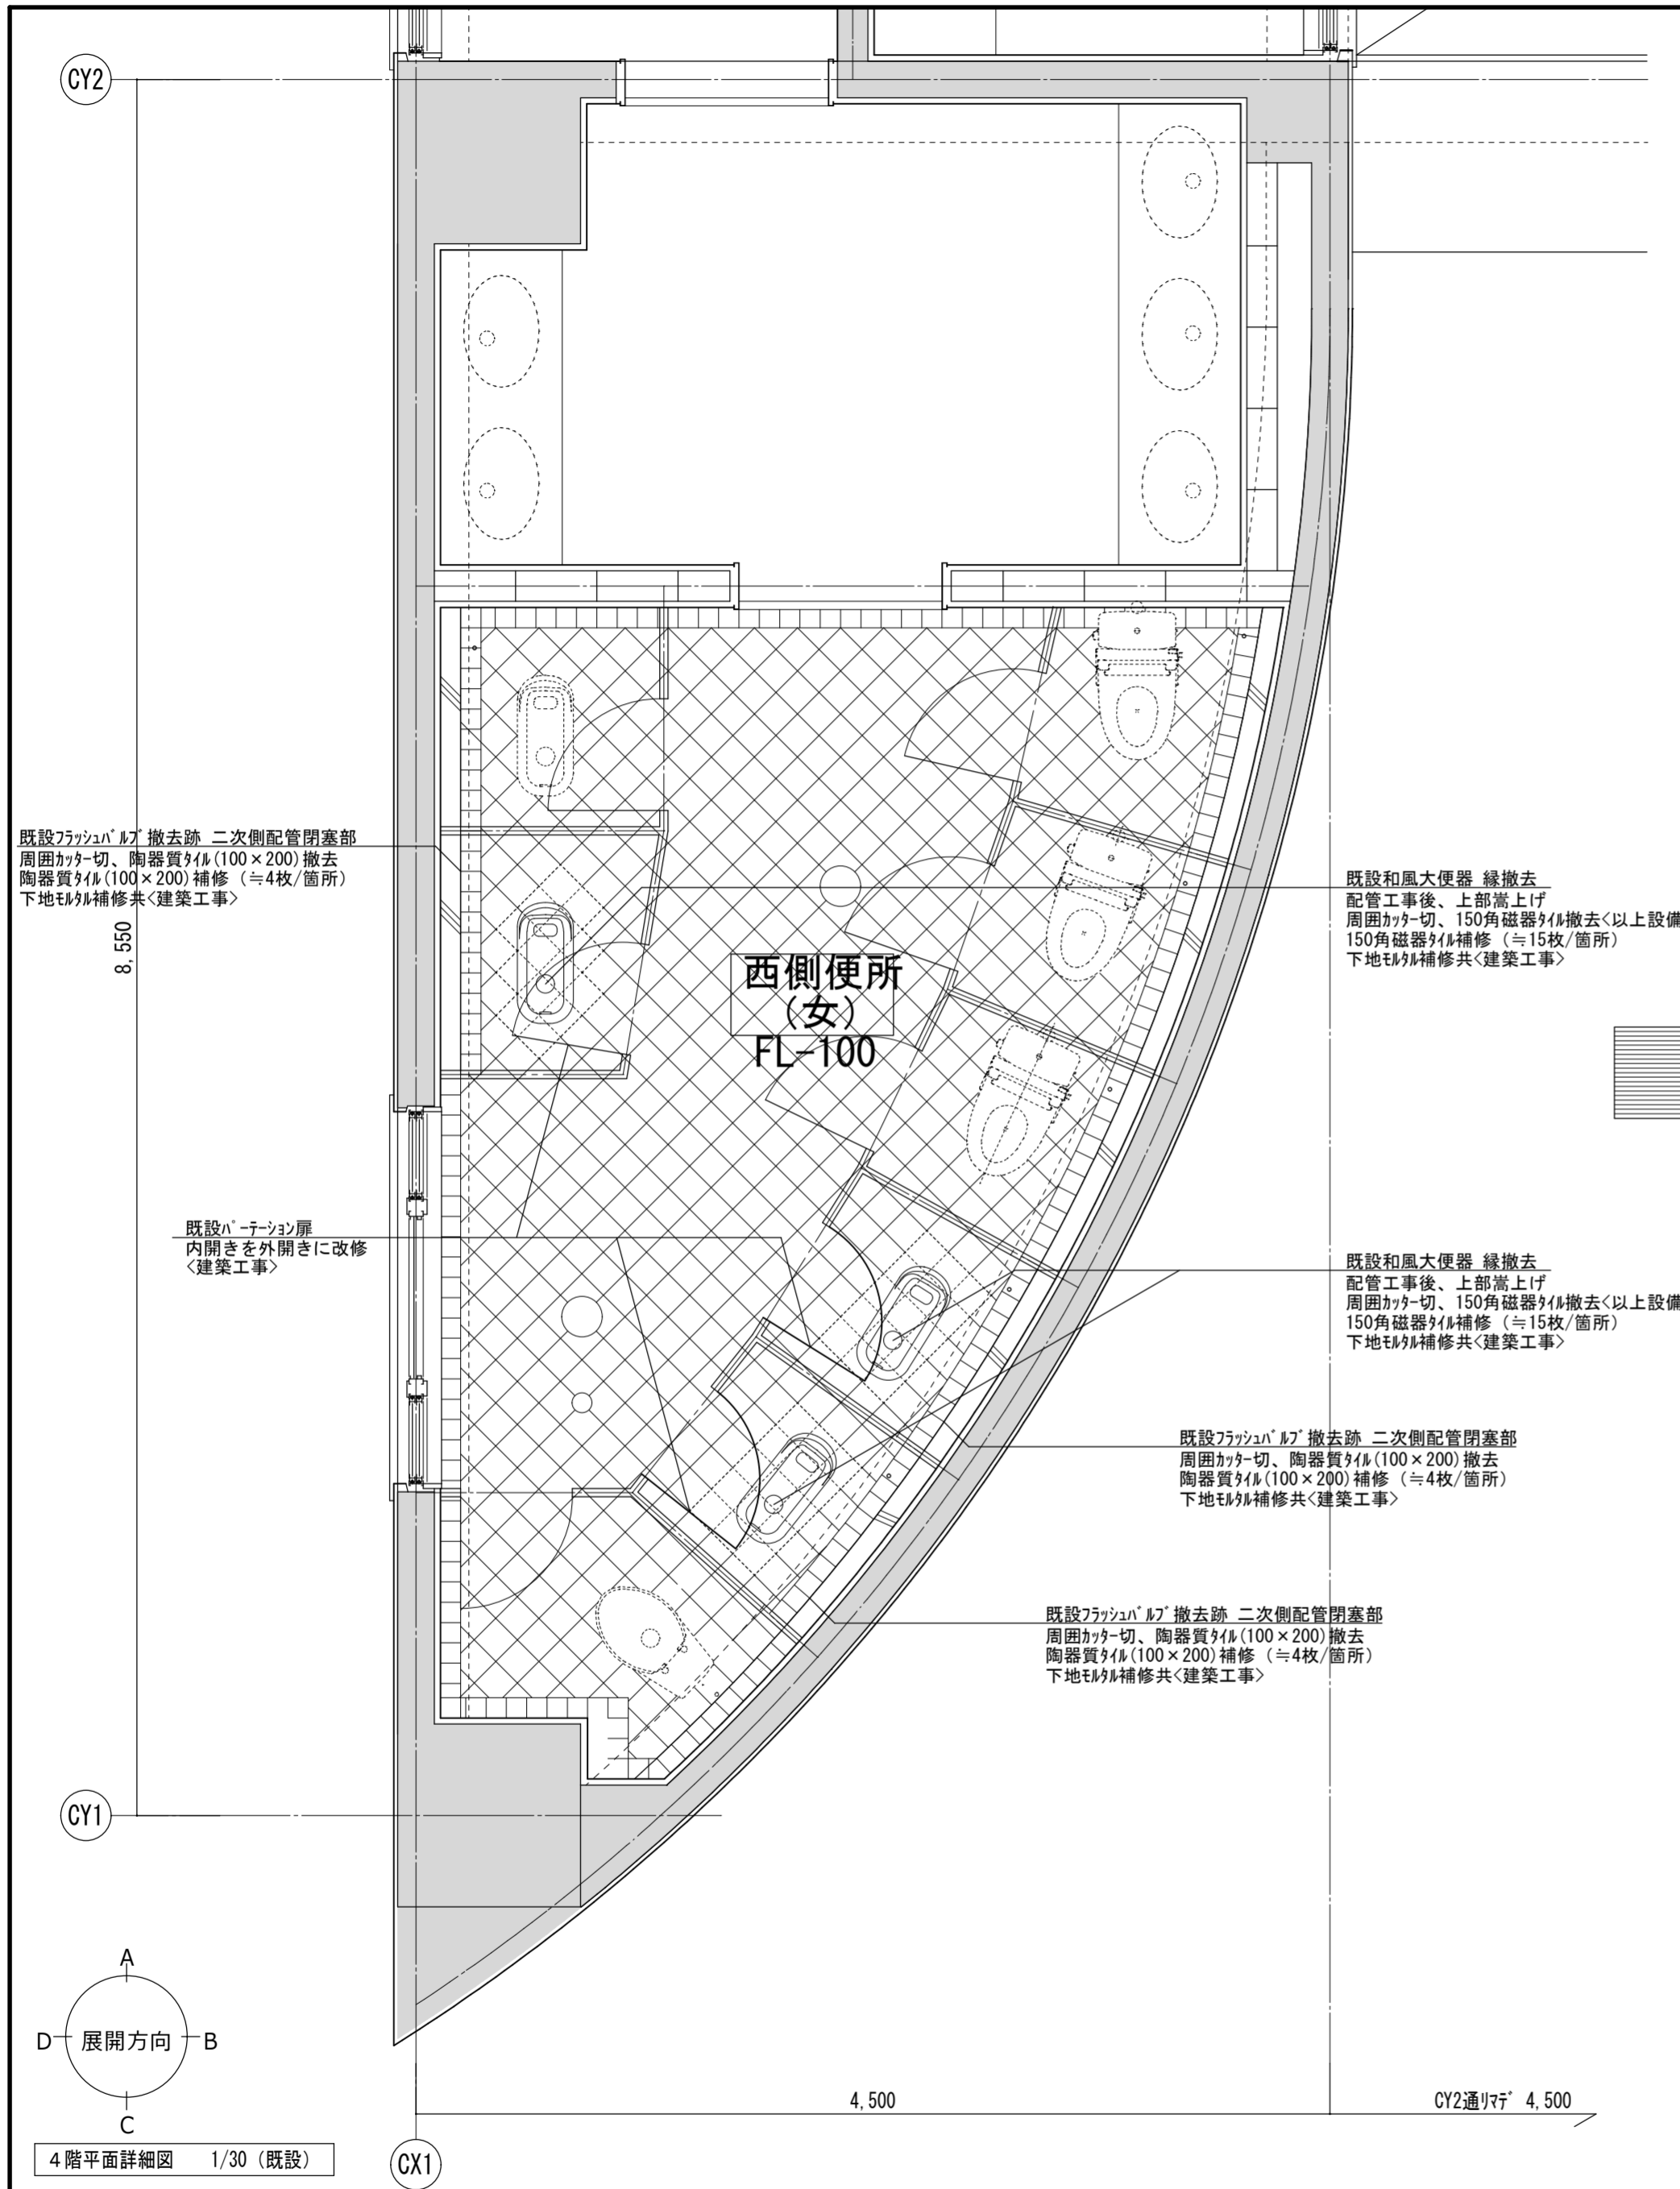 CY2
既設フラッシュバルブ撤去跡 二次側配管閉塞部
周囲カッター切、陶器質タイル(100×200)撤去
陶器質タイル(100×200)補修（≒4枚/箇所）
下地モルタル補修共<建築工事>
8,550
既設和風大便器 縁撤去
配管工事後、上部嵩上げ
周囲カッター切、150角磁器タイル撤去<以上設備
150角磁器タイル補修（≒15枚/箇所）
下地モルタル補修共<建築工事>
西側便所
（女）
FL-100
既設パーテーション扉
内開きを外開きに改修
<建築工事>
既設和風大便器 縁撤去
配管工事後、上部嵩上げ
周囲カッター切、150角磁器タイル撤去<以上設備
150角磁器タイル補修（≒15枚/箇所）
下地モルタル補修共<建築工事>
既設フラッシュバルブ撤去跡 二次側配管閉塞部
周囲カッター切、陶器質タイル(100×200)撤去
陶器質タイル(100×200)補修（≒4枚/箇所）
下地モルタル補修共<建築工事>
既設フラッシュバルブ撤去跡 二次側配管閉塞部
周囲カッター切、陶器質タイル(100×200)撤去
陶器質タイル(100×200)補修（≒4枚/箇所）
下地モルタル補修共<建築工事>
CY1
A
D 展開方向 B
C
4,500
CY2通リマデ 4,500
4階平面詳細図 1/30（既設）
CX1